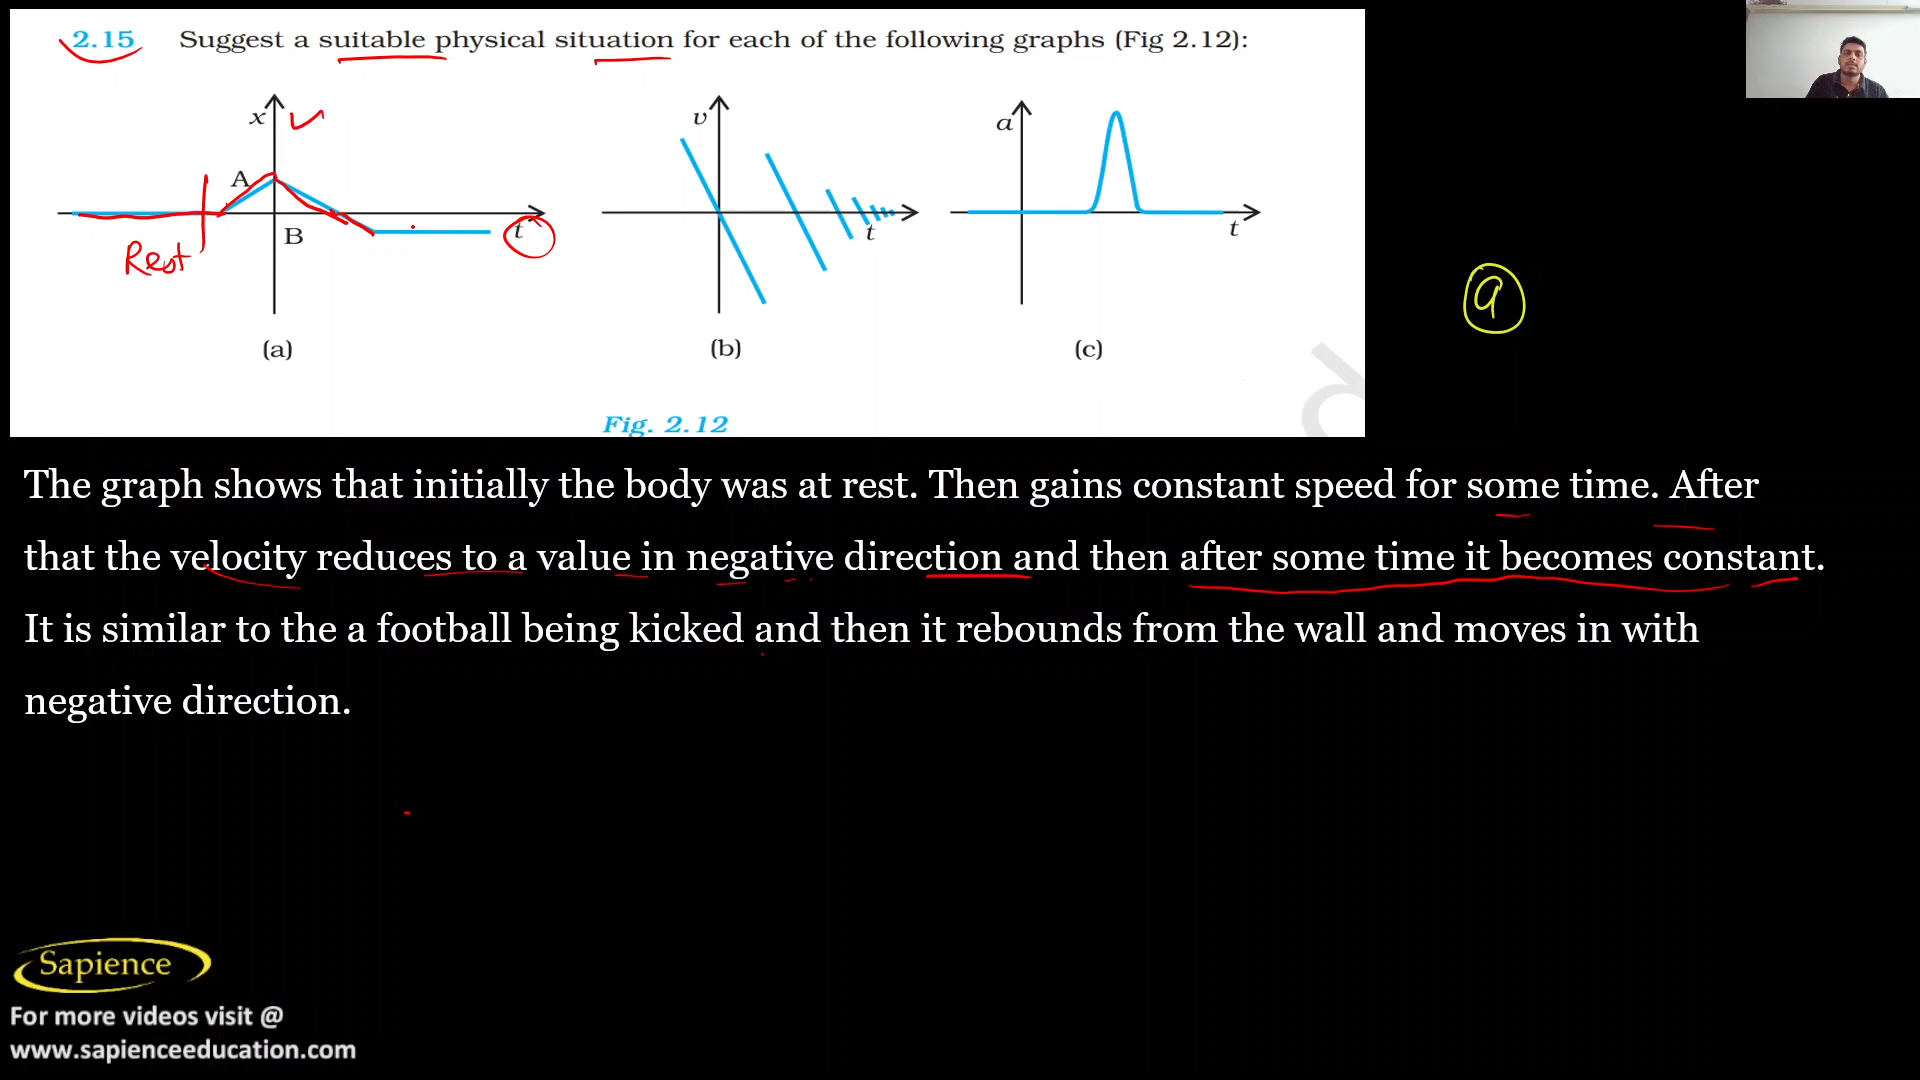 2.15 Suggest a suitable physical situation for each of the following graphs (Fig 2.12):
x
A
B
t
Rest
(a)
v
t
(b)
a
t
(c)
Fig. 2.12
a
d
The graph shows that initially the body was at rest. Then gains constant speed for some time. After
that the velocity reduces to a value in negative direction and then after some time it becomes constant.
It is similar to the a football being kicked and then it rebounds from the wall and moves in with
negative direction.
Sapience
For more videos visit @
www.sapienceeducation.com